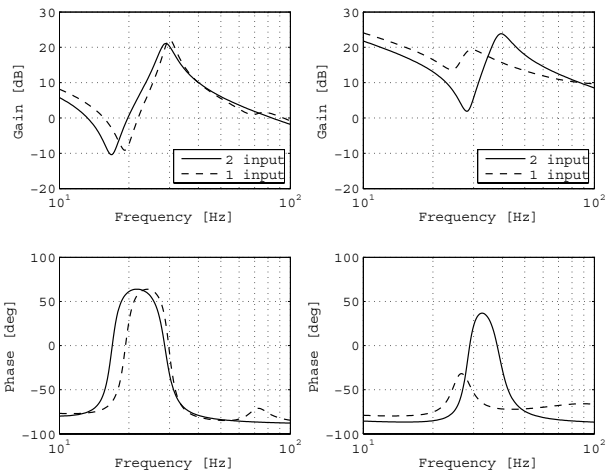 30
20
10
0
−10
−20
Gain [dB]
2 input
1 input
10^1
10^2
Frequency [Hz]
30
20
10
0
−10
20
Gain [dB]
2 input
1 input
10^1
10^2
Frequency [Hz]
100
50
0
−50
−100
Phase [deg]
10^1
10^2
Frequency [Hz]
100
50
0
−50
−100
Phase [deg]
10^1
10^2
Frequency [Hz]